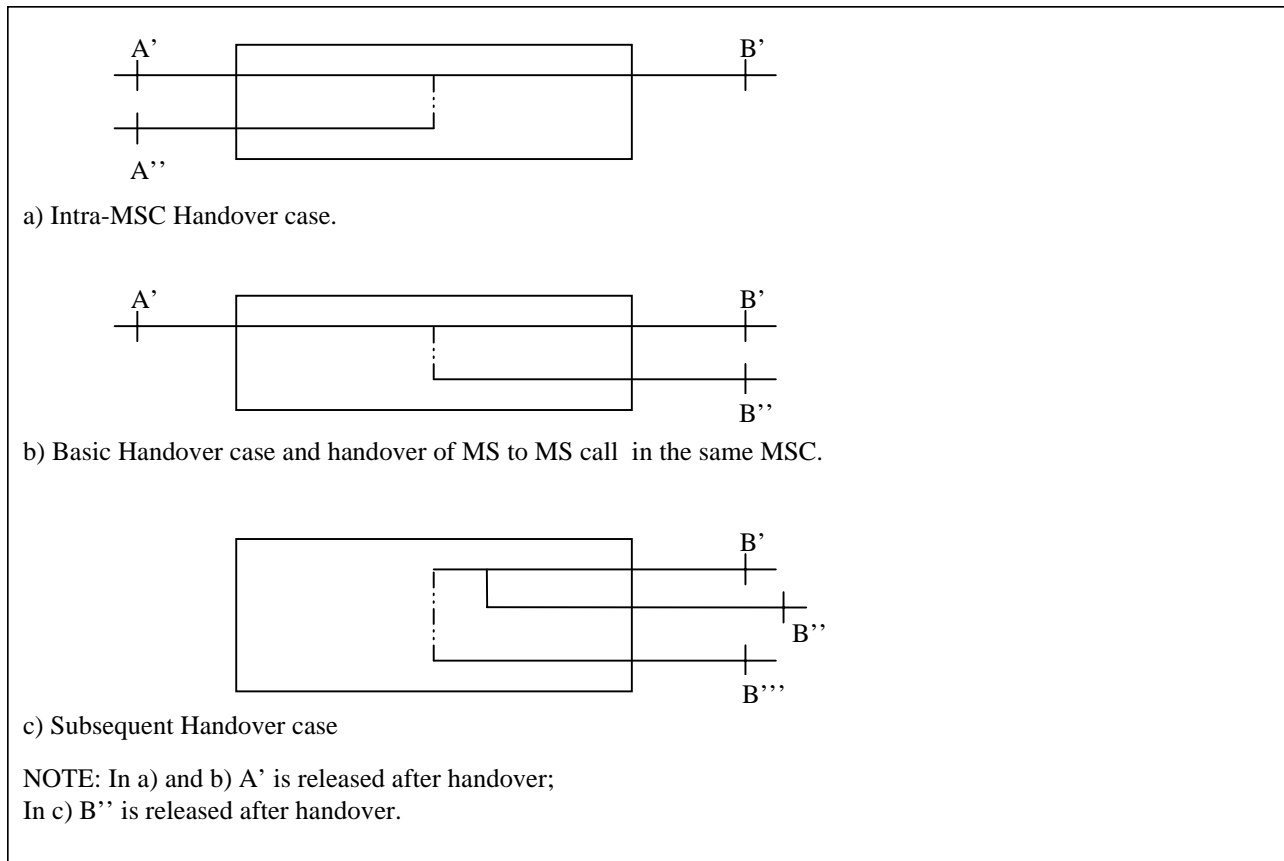 A’ B’
A’’
a) Intra-MSC Handover case.
A’ B’
B’’
b) Basic Handover case and handover of MS to MS call  in the same MSC.
B’
B’’
B’’’
c) Subsequent Handover case
NOTE: In a) and b) A’ is released after handover;
In c) B’’ is released after handover.